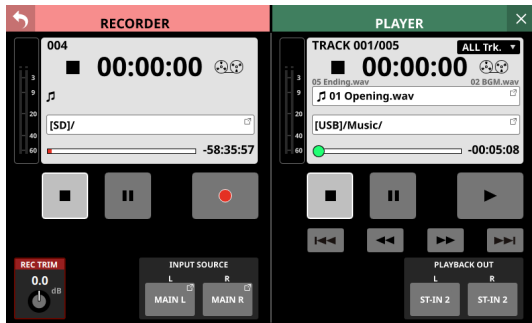 RECORDER
004
00:00:00
3
9
20
40
60
[SD]/
-58:35:57
REC TRIM
0.0
dB
INPUT SOURCE
L R
MAIN L MAIN R
PLAYER
TRACK 001/005 ALL Trk.
00:00:00
05 Ending.wav 02 BGM.wav
01 Opening.wav
3
9
20
40
60
[USB]/Music/
-00:05:08
PLAYBACK OUT
L R
ST-IN 2 ST-IN 2